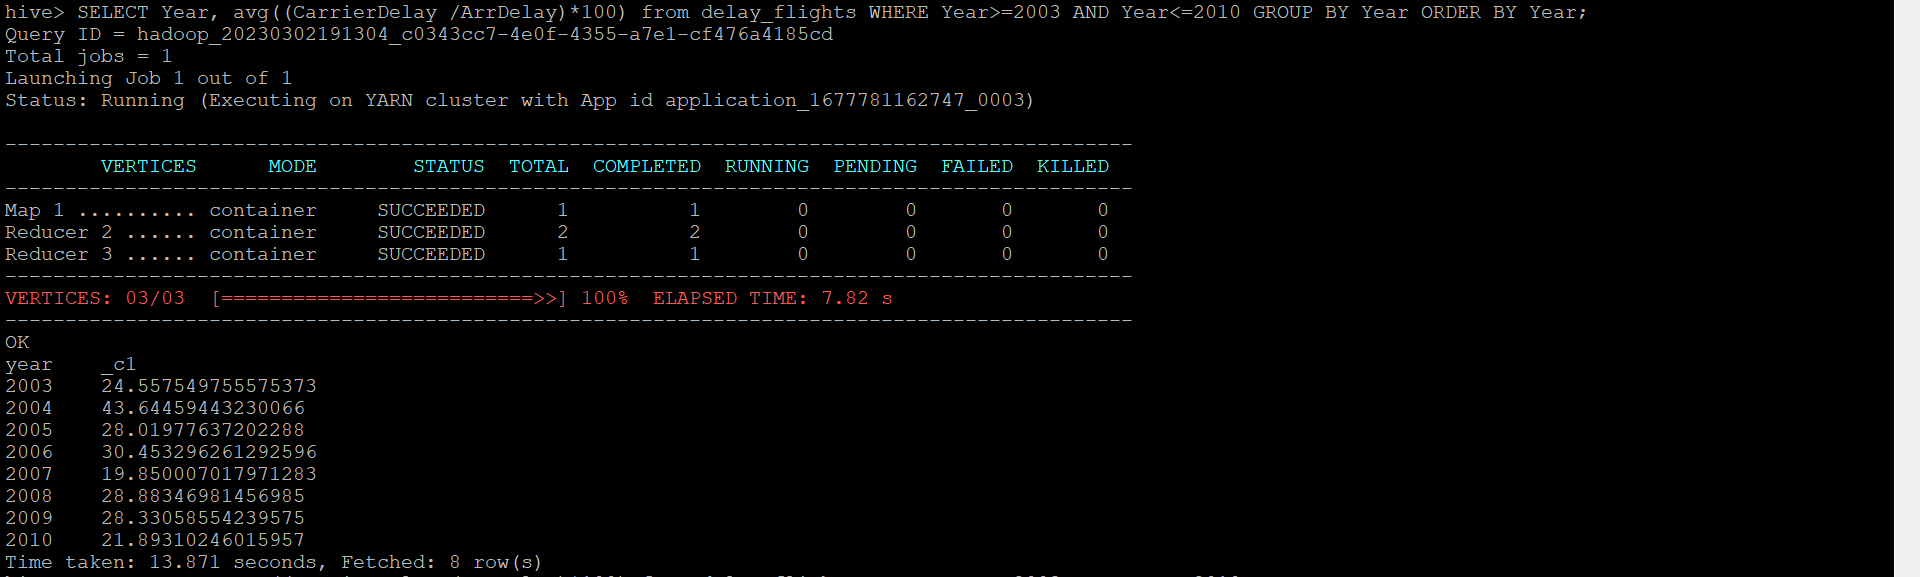 hive> SELECT Year, avg((CarrierDelay /ArrDelay)*100) from delay_flights WHERE Year>=2003 AND Year<=2010 GROUP BY Year ORDER BY Year;
Query ID = hadoop_20230302191304_c0343cc7-4e0f-4355-a7e1-cf476a4185cd
Total jobs = 1
Launching Job 1 out of 1
Status: Running (Executing on YARN cluster with App id application_1677781162747_0003)
----------------------------------------------------------------------------------------------
        VERTICES      MODE        STATUS  TOTAL  COMPLETED  RUNNING  PENDING  FAILED  KILLED
----------------------------------------------------------------------------------------------
Map 1 .......... container     SUCCEEDED      1          1        0        0       0       0
Reducer 2 ...... container     SUCCEEDED      2          2        0        0       0       0
Reducer 3 ...... container     SUCCEEDED      1          1        0        0       0       0
----------------------------------------------------------------------------------------------
VERTICES: 03/03  [==========================>>] 100%  ELAPSED TIME: 7.82 s
----------------------------------------------------------------------------------------------
OK
year    _c1
2003    24.557549755575373
2004    43.64459443230066
2005    28.01977637202288
2006    30.453296261292596
2007    19.850007017971283
2008    28.88346981456985
2009    28.33058554239575
2010    21.89310246015957
Time taken: 13.871 seconds, Fetched: 8 row(s)